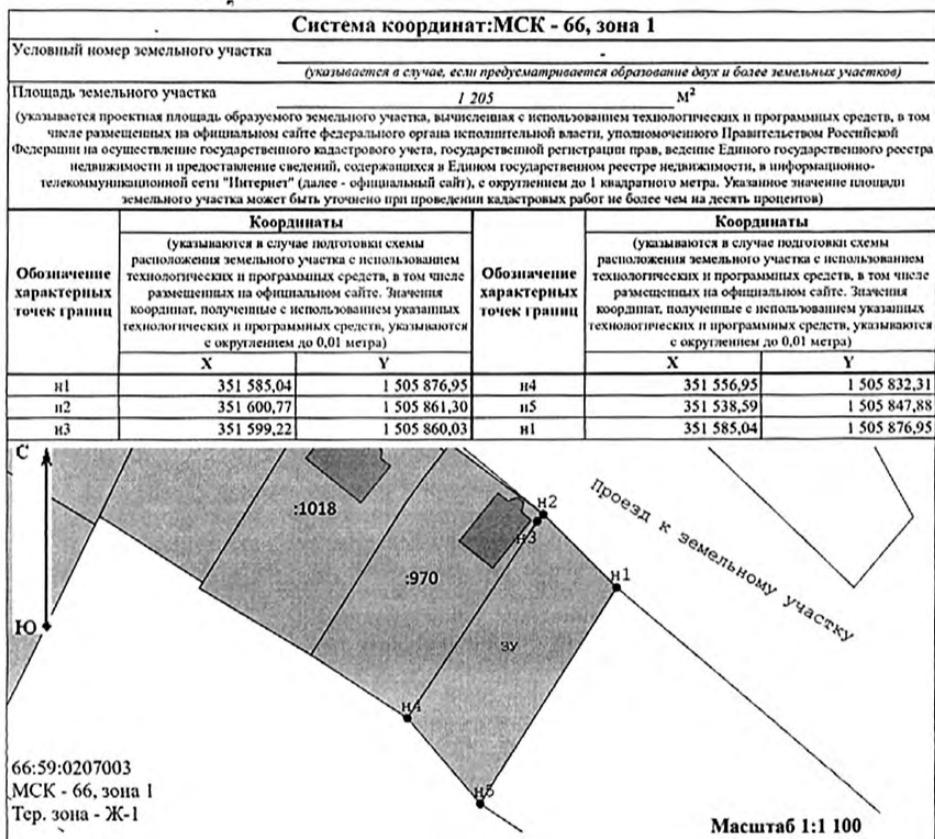 Система координат:МСК - 66, зона 1
Условный номер земельного участка -
(указывается в случае, если предусматривается образование двух и более земельных участков)
Площадь земельного участка 1 205 М²
(указывается проектная площадь образуемого земельного участка, вычисленная с использованием технологических и программных средств, в том
числе размещенных на официальном сайте федерального органа исполнительной власти, уполномоченного Правительством Российской
Федерации на осуществление государственного кадастрового учета, государственной регистрации прав, ведение Единого государственного реестра
недвижимости и предоставление сведений, содержащихся в Едином государственном реестре недвижимости, в информационно-
телекоммуникационной сети "Интернет" (далее - официальный сайт), с округлением до 1 квадратного метра. Указанное значение площади
земельного участка может быть уточнено при проведении кадастровых работ не более чем на десять процентов)
Обозначение
характерных
точек границ
Координаты
(указываются в случае подготовки схемы
расположения земельного участка с использованием
технологических и программных средств, в том числе
размещенных на официальном сайте. Значения
координат, полученные с использованием указанных
технологических и программных средств, указываются
с округлением до 0,01 метра)
X Y
Обозначение
характерных
точек границ
Координаты
(указываются в случае подготовки схемы
расположения земельного участка с использованием
технологических и программных средств, в том числе
размещенных на официальном сайте. Значения
координат, полученные с использованием указанных
технологических и программных средств, указываются
с округлением до 0,01 метра)
X Y
н1 351 585,04 1 505 876,95 н4 351 556,95 1 505 832,31
н2 351 600,77 1 505 861,30 н5 351 538,59 1 505 847,88
н3 351 599,22 1 505 860,03 н1 351 585,04 1 505 876,95
С
Проезд к земельному участку
:1018
н2
н3
:970
н1
Ю
ЗУ
н4
н5
66:59:0207003
МСК - 66, зона 1
Тер. зона - Ж-1
Масштаб 1:1 100